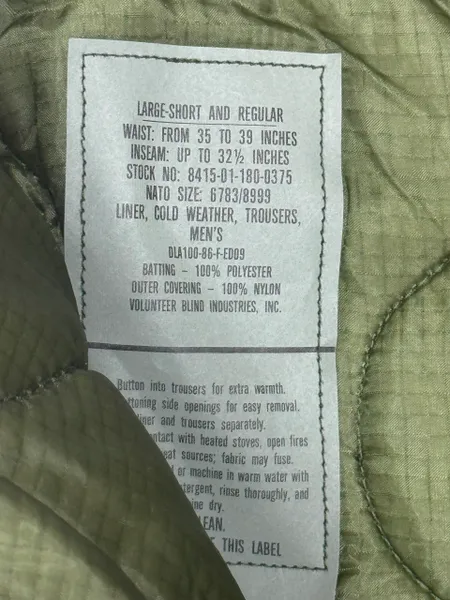 LARGE-SHORT AND REGULAR
WAIST: FROM 35 TO 39 INCHES
INSEAM: UP TO 32½ INCHES
STOCK NO: 8415-01-180-0375
NATO SIZE: 6783/8999
LINER, COLD WEATHER, TROUSERS,
MEN'S
DLA100-86-F-ED09
BATTING - 100% POLYESTER
OUTER COVERING - 100% NYLON
VOLUNTEER BLIND INDUSTRIES, INC.
Button into trousers for extra warmth.
side openings for easy removal.
and trousers separately.
with heated stoves, open fires
sources; fabric may fuse.
or machine in warm water with
rinse thoroughly, and
dry.
THIS LABEL